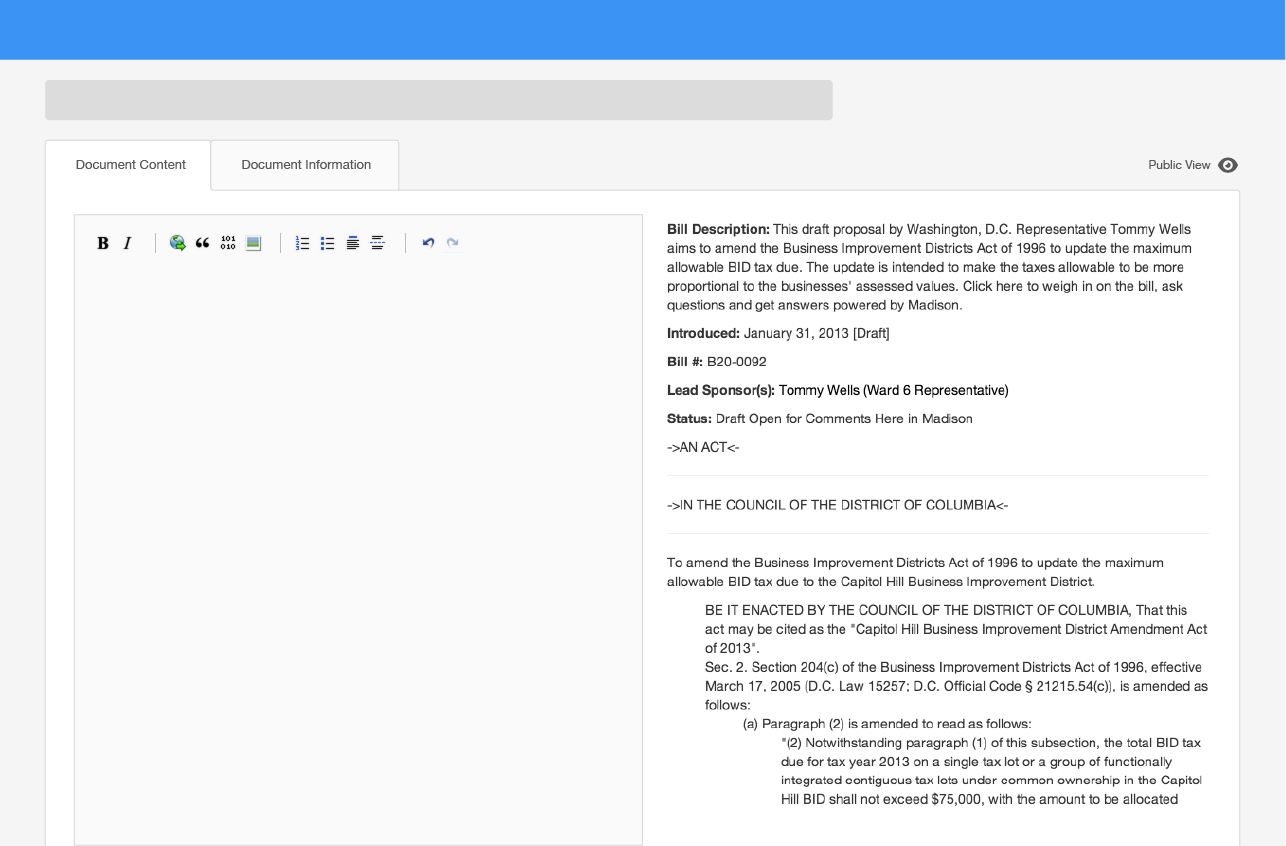 Document Content
Document Information
Public View
B I
101
010
Bill Description: This draft proposal by Washington, D.C. Representative Tommy Wells
aims to amend the Business Improvement Districts Act of 1996 to update the maximum
allowable BID tax due. The update is intended to make the taxes allowable to be more
proportional to the businesses' assessed values. Click here to weigh in on the bill, ask
questions and get answers powered by Madison.
Introduced: January 31, 2013 [Draft]
Bill #: B20-0092
Lead Sponsor(s): Tommy Wells (Ward 6 Representative)
Status: Draft Open for Comments Here in Madison
->AN ACT<-
->IN THE COUNCIL OF THE DISTRICT OF COLUMBIA<-
To amend the Business Improvement Districts Act of 1996 to update the maximum
allowable BID tax due to the Capitol Hill Business Improvement District.
BE IT ENACTED BY THE COUNCIL OF THE DISTRICT OF COLUMBIA, That this
act may be cited as the "Capitol Hill Business Improvement District Amendment Act
of 2013".
Sec. 2. Section 204(c) of the Business Improvement Districts Act of 1996, effective
March 17, 2005 (D.C. Law 15257; D.C. Official Code § 21215.54(c)), is amended as
follows:
(a) Paragraph (2) is amended to read as follows:
"(2) Notwithstanding paragraph (1) of this subsection, the total BID tax
due for tax year 2013 on a single tax lot or a group of functionally
integrated contiguous tax lots under common ownership in the Capitol
Hill BID shall not exceed $75,000, with the amount to be allocated